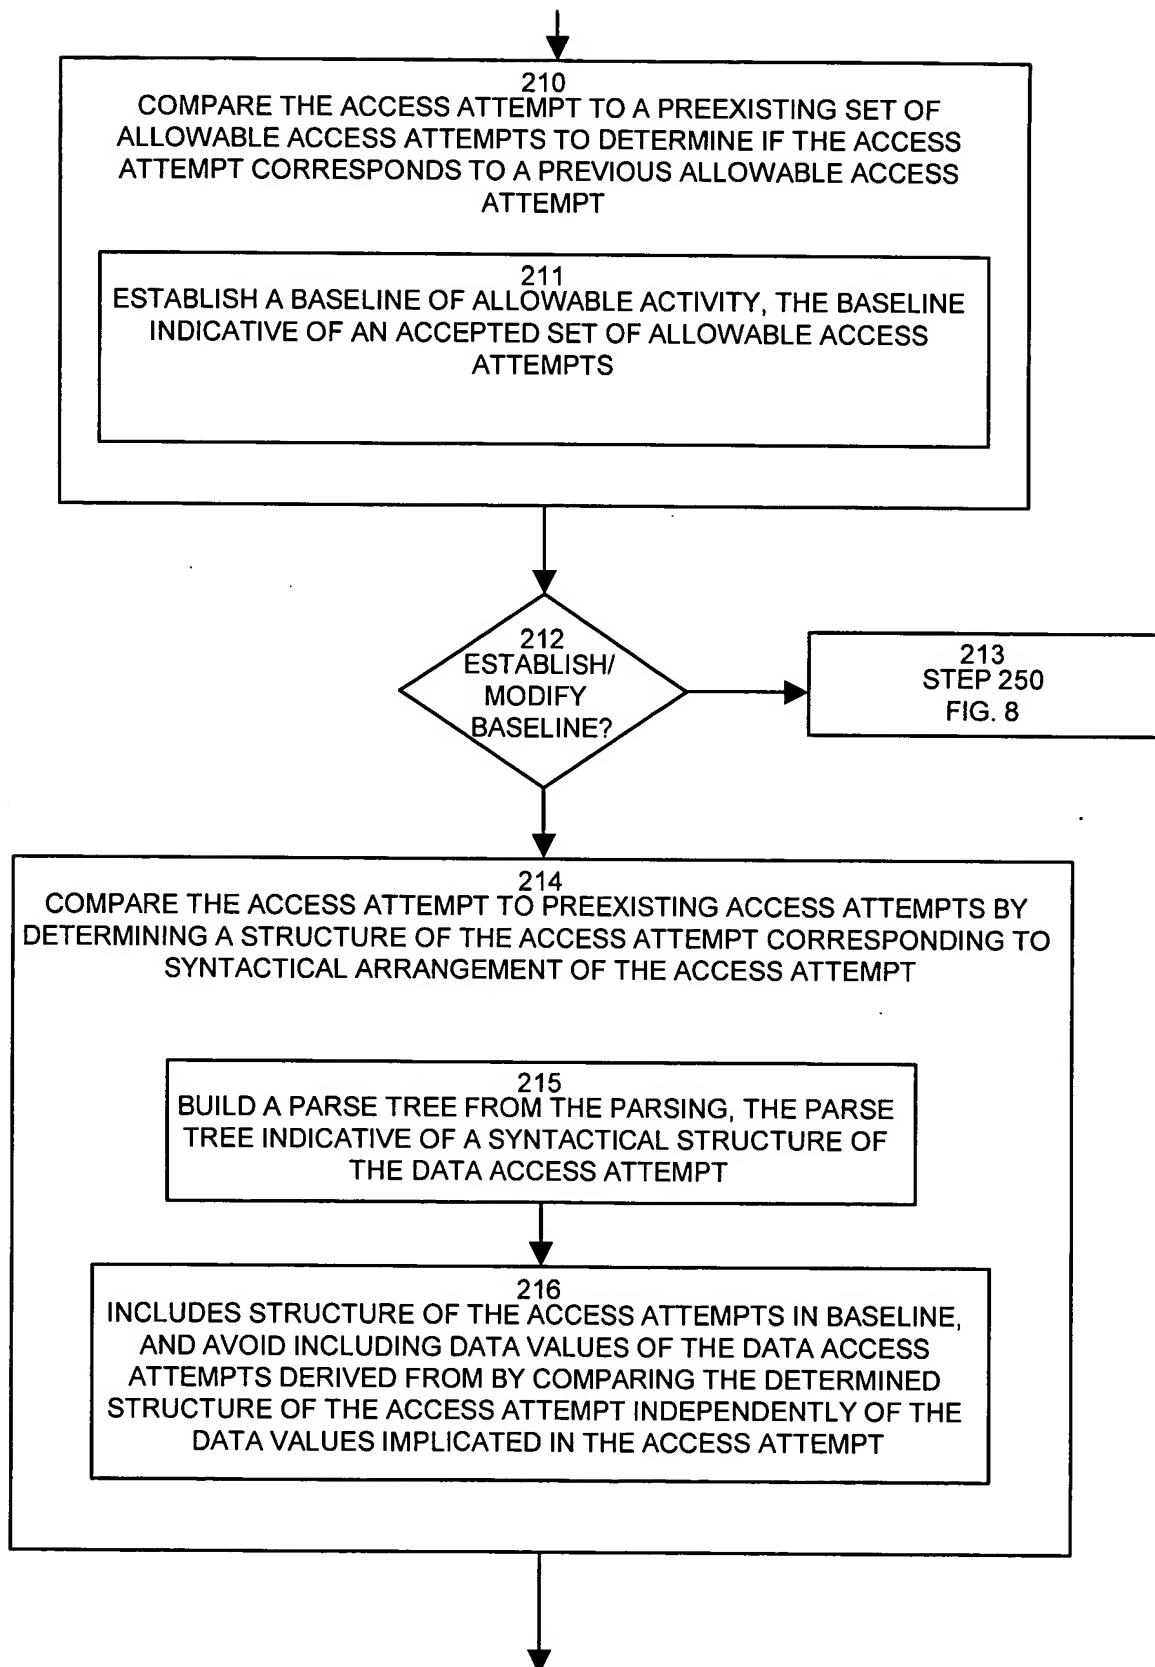 210
COMPARE THE ACCESS ATTEMPT TO A PREEXISTING SET OF
ALLOWABLE ACCESS ATTEMPTS TO DETERMINE IF THE ACCESS
ATTEMPT CORRESPONDS TO A PREVIOUS ALLOWABLE ACCESS
ATTEMPT
211
ESTABLISH A BASELINE OF ALLOWABLE ACTIVITY, THE BASELINE
INDICATIVE OF AN ACCEPTED SET OF ALLOWABLE ACCESS
ATTEMPTS
212
ESTABLISH/
MODIFY
BASELINE?
213
STEP 250
FIG. 8
214
COMPARE THE ACCESS ATTEMPT TO PREEXISTING ACCESS ATTEMPTS BY
DETERMINING A STRUCTURE OF THE ACCESS ATTEMPT CORRESPONDING TO
SYNTACTICAL ARRANGEMENT OF THE ACCESS ATTEMPT
215
BUILD A PARSE TREE FROM THE PARSING, THE PARSE
TREE INDICATIVE OF A SYNTACTICAL STRUCTURE OF
THE DATA ACCESS ATTEMPT
216
INCLUDES STRUCTURE OF THE ACCESS ATTEMPTS IN BASELINE,
AND AVOID INCLUDING DATA VALUES OF THE DATA ACCESS
ATTEMPTS DERIVED FROM BY COMPARING THE DETERMINED
STRUCTURE OF THE ACCESS ATTEMPT INDEPENDENTLY OF THE
DATA VALUES IMPLICATED IN THE ACCESS ATTEMPT